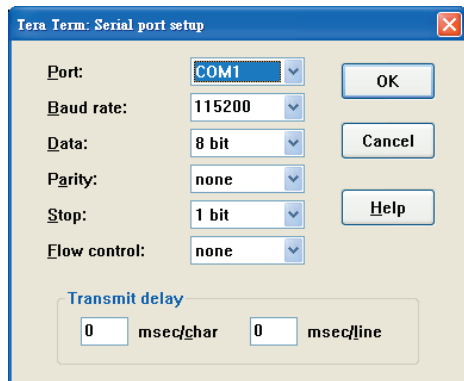 Tera Term: Serial port setup
Port: COM1
OK
Baud rate: 115200
Data: 8 bit
Cancel
Parity: none
Stop: 1 bit
Help
Flow control: none
Transmit delay
0 msec/char 0 msec/line